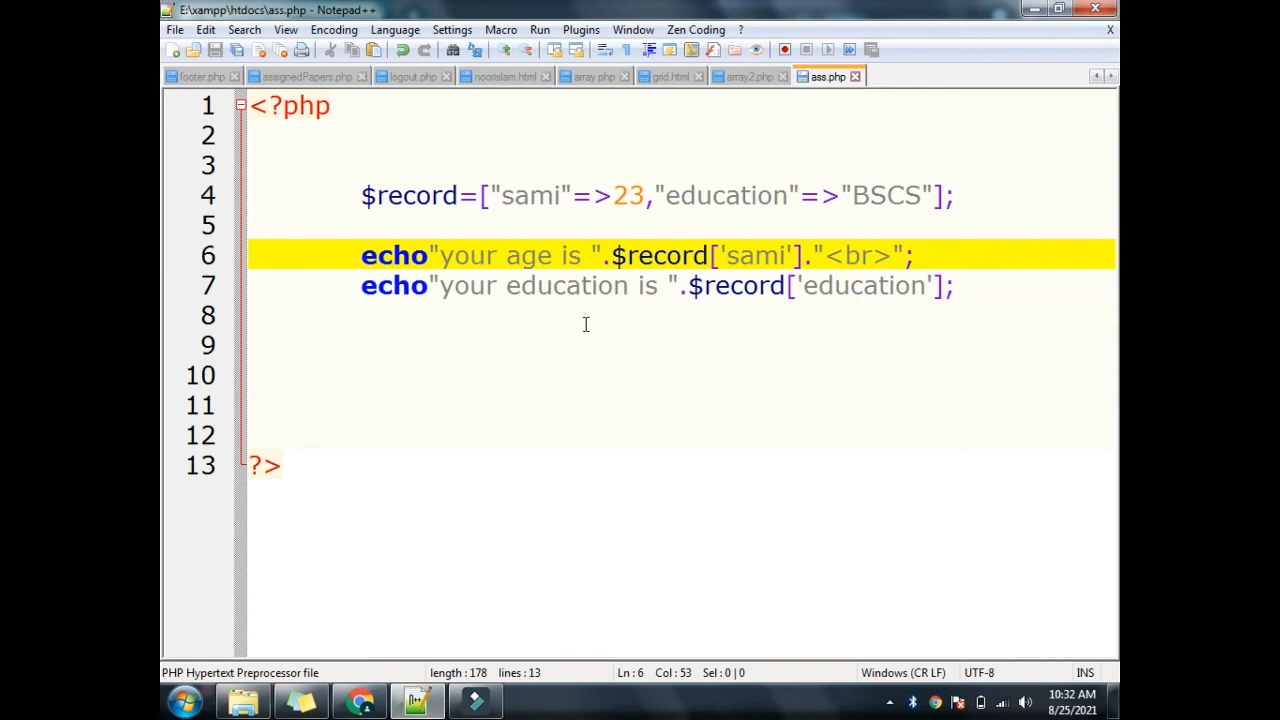 E:\xampp\htdocs\ass.php - Notepad++
File Edit Search View Encoding Language Settings Macro Run Plugins Window Zen Coding ? X
footer.php assignedPapers.php logout.php noorislam.html array.php grid.html array2.php ass.php
1 <?php
2
3
4 $record=["sami"=>23,"education"=>"BSCS"];
5
6 echo"your age is ".$record['sami']."<br>";
7 echo"your education is ".$record['education'];
8
9
10
11
12
13 ?>
PHP Hypertext Preprocessor file length : 178 lines : 13 Ln : 6 Col : 53 Sel : 0 | 0 Windows (CR LF) UTF-8 INS
10:32 AM
8/25/2021